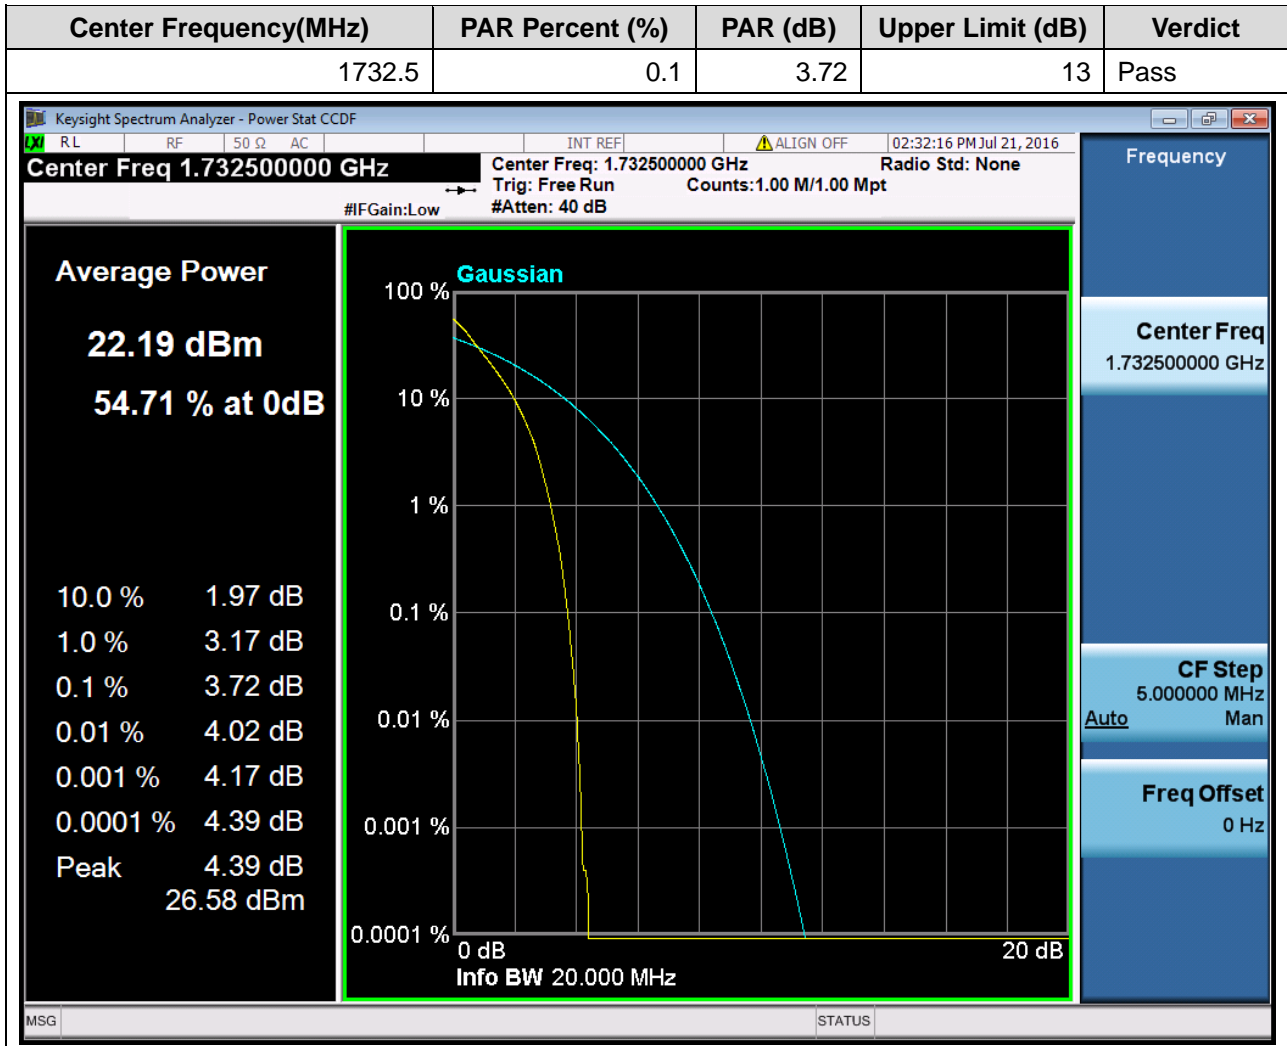 Center Frequency(MHz) PAR Percent (%) PAR (dB) Upper Limit (dB) Verdict
1732.5 0.1 3.72 13 Pass
Keysight Spectrum Analyzer - Power Stat CCDF
LXI RL RF 50 Ω AC INT REF ALIGN OFF 02:32:16 PM Jul 21, 2016
Center Freq 1.732500000 GHz
Center Freq: 1.732500000 GHz Radio Std: None
Trig: Free Run Counts:1.00 M/1.00 Mpt
#IFGain:Low #Atten: 40 dB
Average Power
22.19 dBm
54.71 % at 0dB
10.0 % 1.97 dB
1.0 % 3.17 dB
0.1 % 3.72 dB
0.01 % 4.02 dB
0.001 % 4.17 dB
0.0001 % 4.39 dB
Peak 4.39 dB
26.58 dBm
Gaussian
100 %
10 %
1 %
0.1 %
0.01 %
0.001 %
0.0001 %
0 dB 20 dB
Info BW 20.000 MHz
Frequency
Center Freq
1.732500000 GHz
CF Step
5.000000 MHz
Auto Man
Freq Offset
0 Hz
MSG STATUS